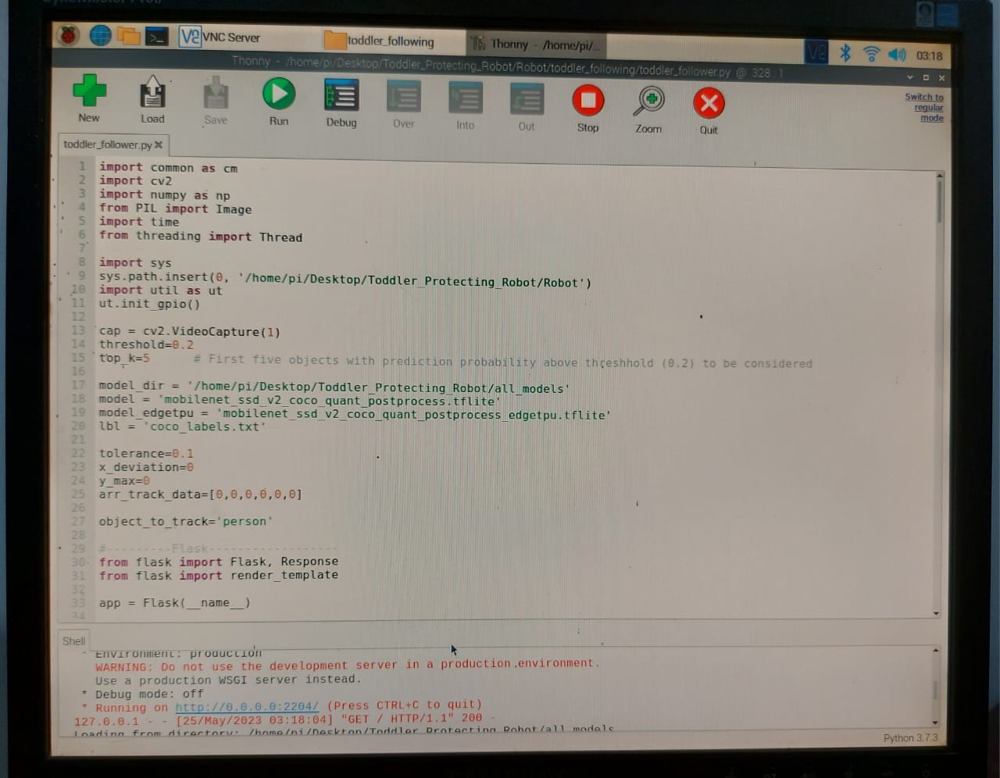 VNC Server
toddler_following
Thonny - /home/pi/...
03:18
Thonny - /home/pi/Desktop/Toddler_Protecting_Robot/Robot/toddler_following/toddler_follower.py @ 328 : 1
New
Load
Save
Run
Debug
Over
Into
Out
Stop
Zoom
Quit
Switch to
regular
mode
toddler_follower.py
1 import common as cm
2 import cv2
3 import numpy as np
4 from PIL import Image
5 import time
6 from threading import Thread
7
8 import sys
9 sys.path.insert(0, '/home/pi/Desktop/Toddler_Protecting_Robot/Robot')
10 import util as ut
11 ut.init_gpio()
12
13 cap = cv2.VideoCapture(1)
14 threshold=0.2
15 top_k=5 # First five objects with prediction probability above threshhold (0.2) to be considered
16
17 model_dir = '/home/pi/Desktop/Toddler_Protecting_Robot/all_models'
18 model = 'mobilenet_ssd_v2_coco_quant_postprocess.tflite'
19 model_edgetpu = 'mobilenet_ssd_v2_coco_quant_postprocess_edgetpu.tflite'
20 lbl = 'coco_labels.txt'
21
22 tolerance=0.1
23 x_deviation=0
24 y_max=0
25 arr_track_data=[0,0,0,0,0,0]
26
27 object_to_track='person'
28
29 #---------Flask------------------
30 from flask import Flask, Response
31 from flask import render_template
32
33 app = Flask(__name__)
34
Shell
- Environment: production
WARNING: Do not use the development server in a production environment.
Use a production WSGI server instead.
* Debug mode: off
* Running on http://0.0.0.0:2204/ (Press CTRL+C to quit)
127.0.0.1 - - [25/May/2023 03:18:04] "GET / HTTP/1.1" 200 -
Loading from directory: /home/pi/Desktop/Toddler_Protecting_Robot/all_models
Python 3.7.3